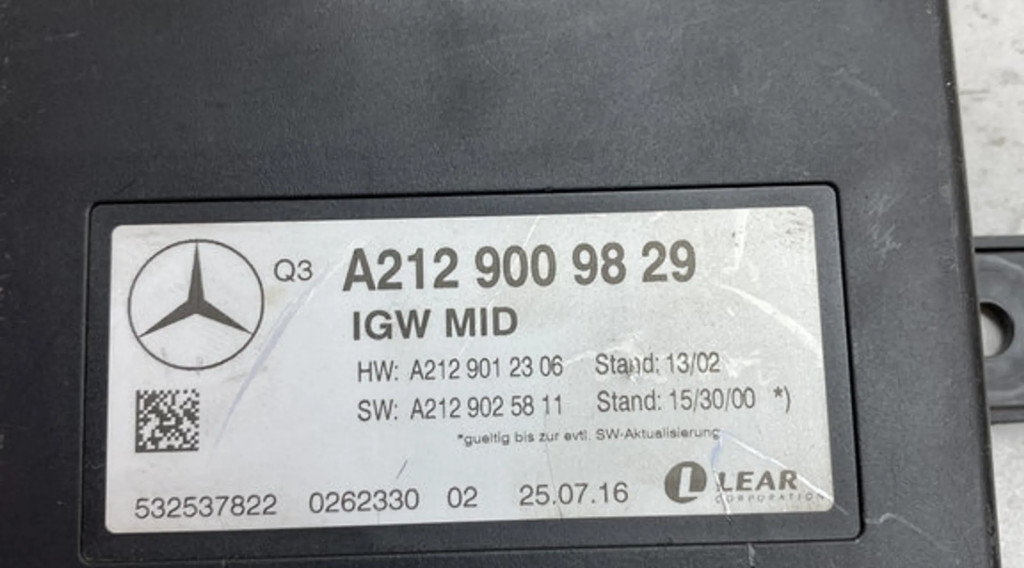 Q3 A212 900 98 29
IGW MID
HW: A212 901 23 06 Stand: 13/02
SW: A212 902 58 11 Stand: 15/30/00 *)
*gueltig bis zur evtl. SW-Aktualisierung
532537822 0262330 02 25.07.16
LEAR
CORPORATION